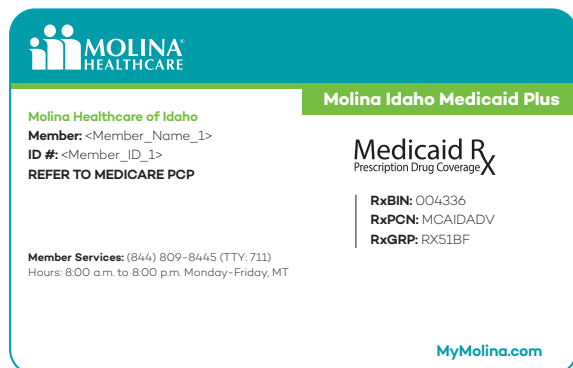 MOLINA®
HEALTHCARE
Molina Idaho Medicaid Plus
Molina Healthcare of Idaho
Member: <Member_Name_1>
ID #: <Member_ID_1>
REFER TO MEDICARE PCP
Medicaid Rx
Prescription Drug Coverage
RxBIN: 004336
RxPCN: MCAIDADV
RxGRP: RX51BF
Member Services: (844) 809-8445 (TTY: 711)
Hours: 8:00 a.m. to 8:00 p.m. Monday-Friday, MT
MyMolina.com